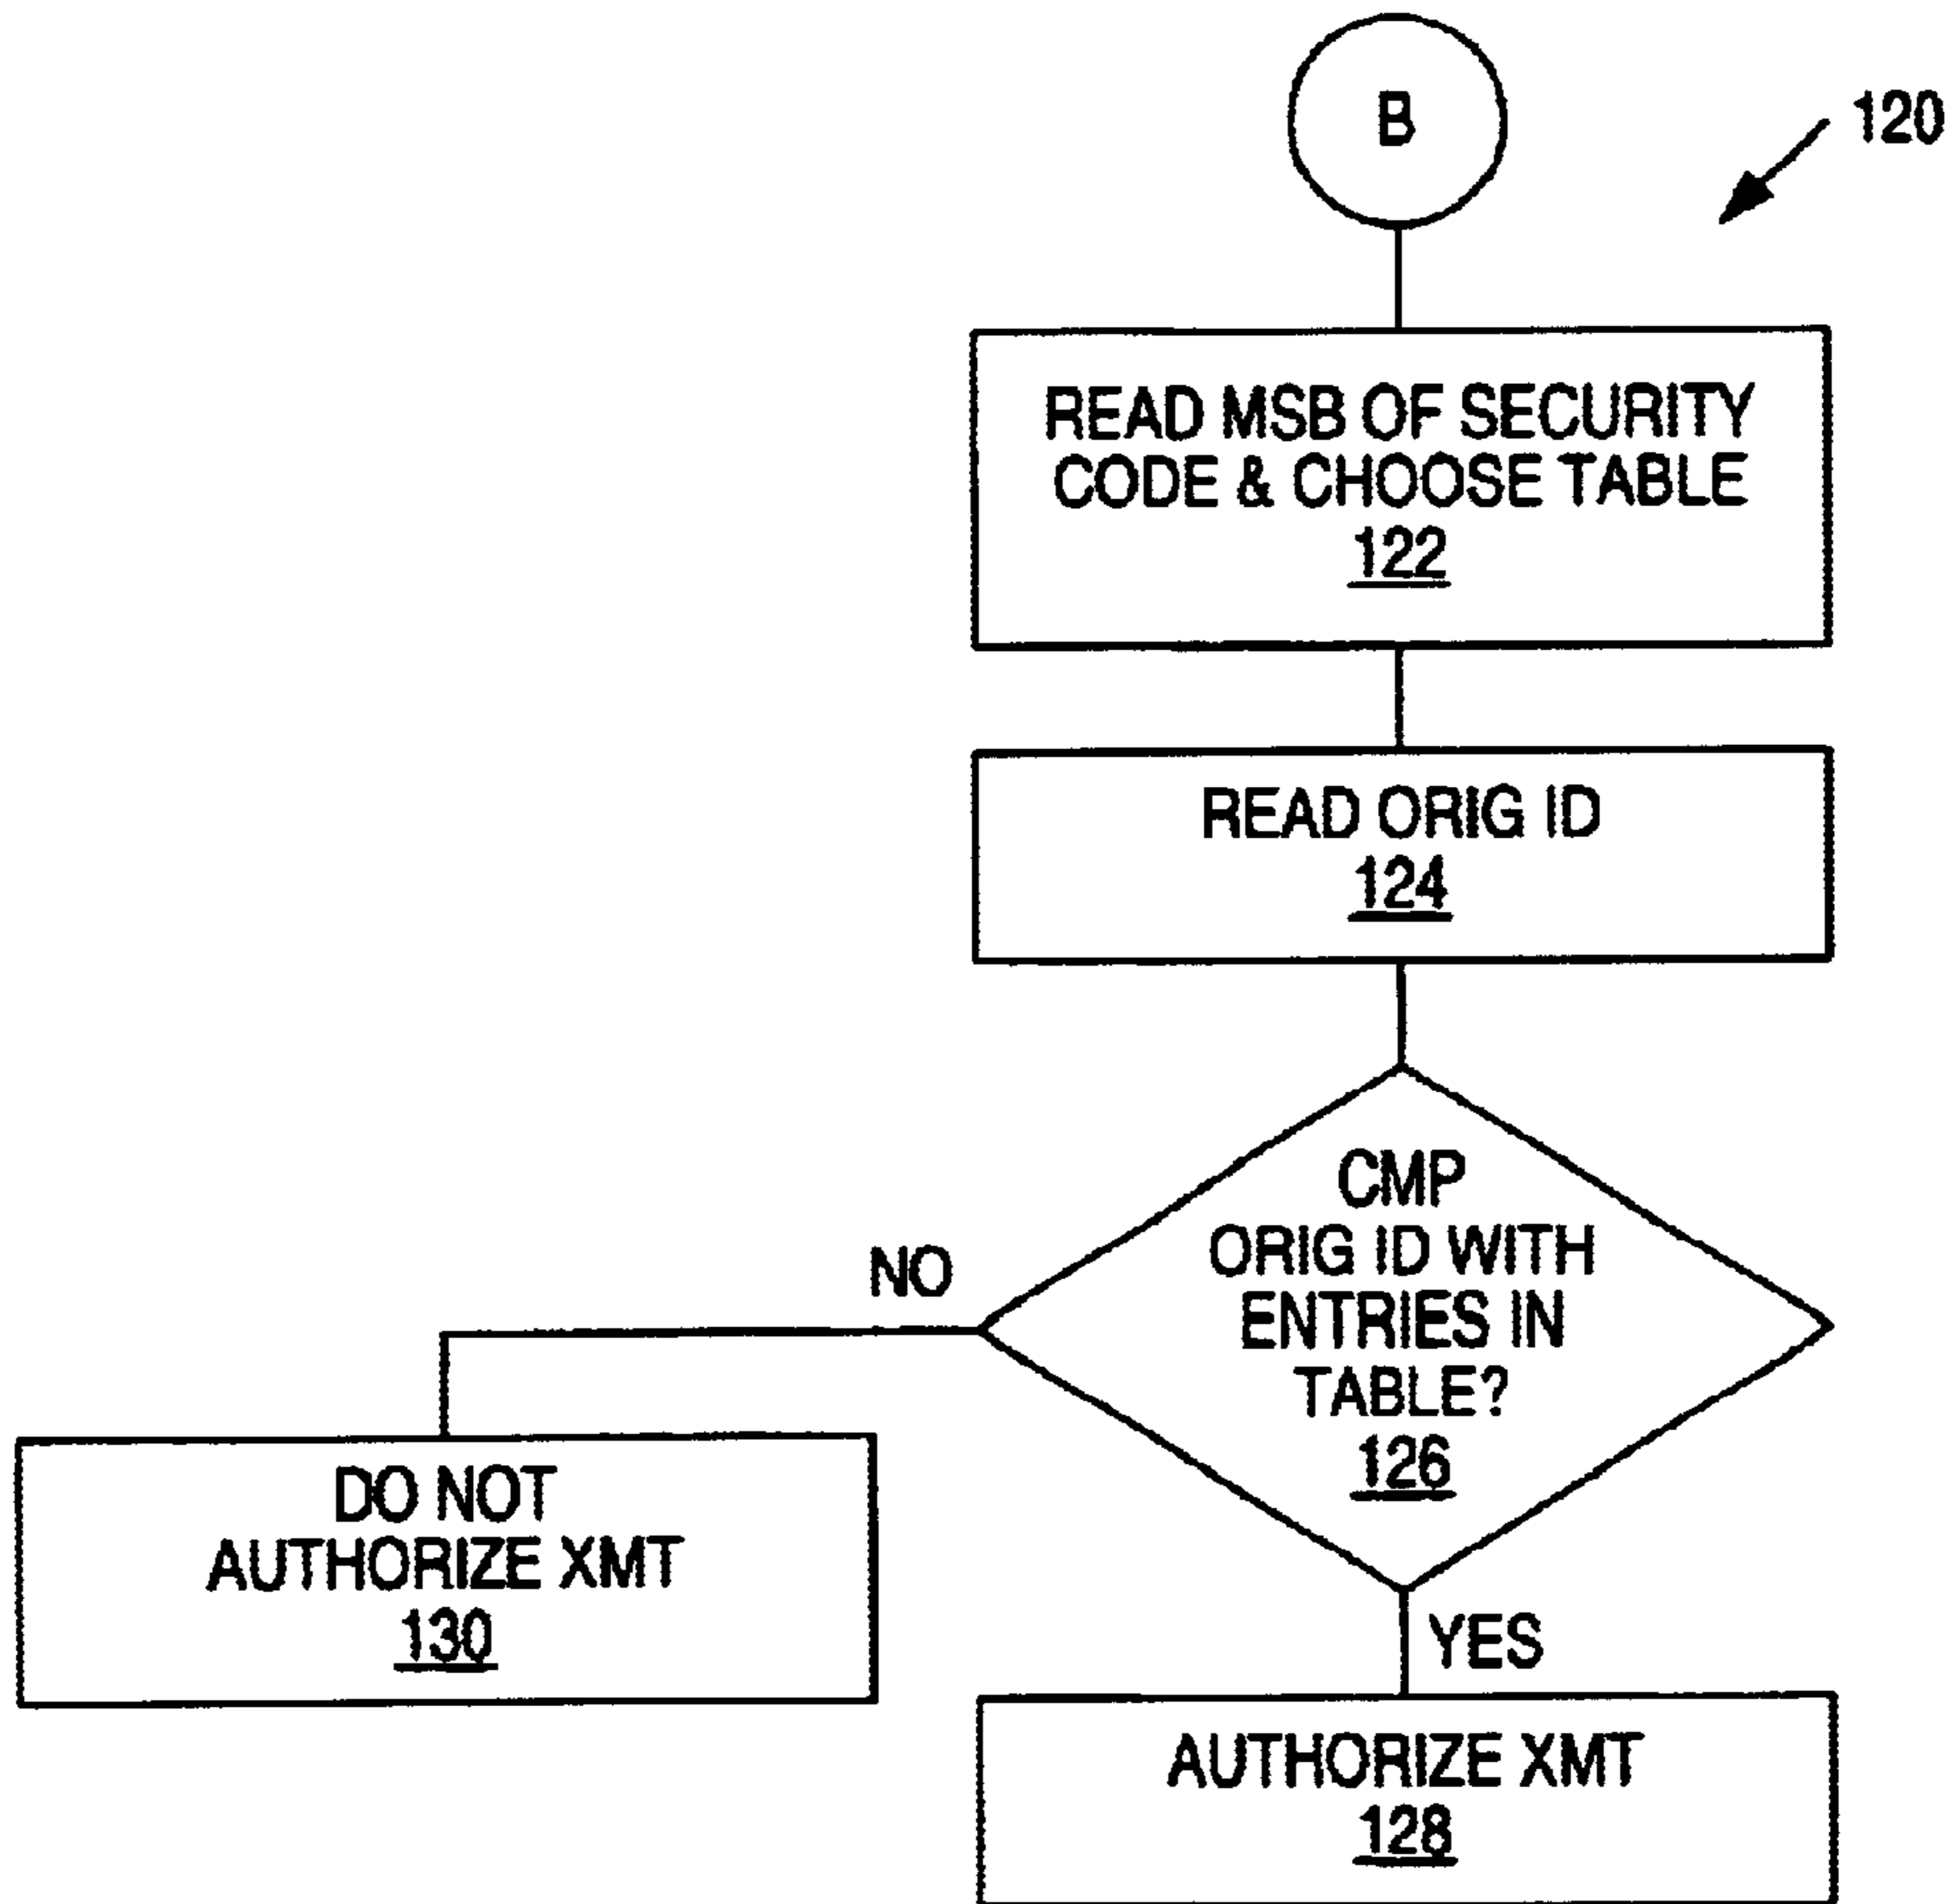 B
120
READ MSB OF SECURITY
CODE & CHOOSE TABLE
122
READ ORIG ID
124
CMP
ORIG ID WITH
ENTRIES IN
TABLE?
126
NO
DO NOT
AUTHORIZE XMT
130
YES
AUTHORIZE XMT
128